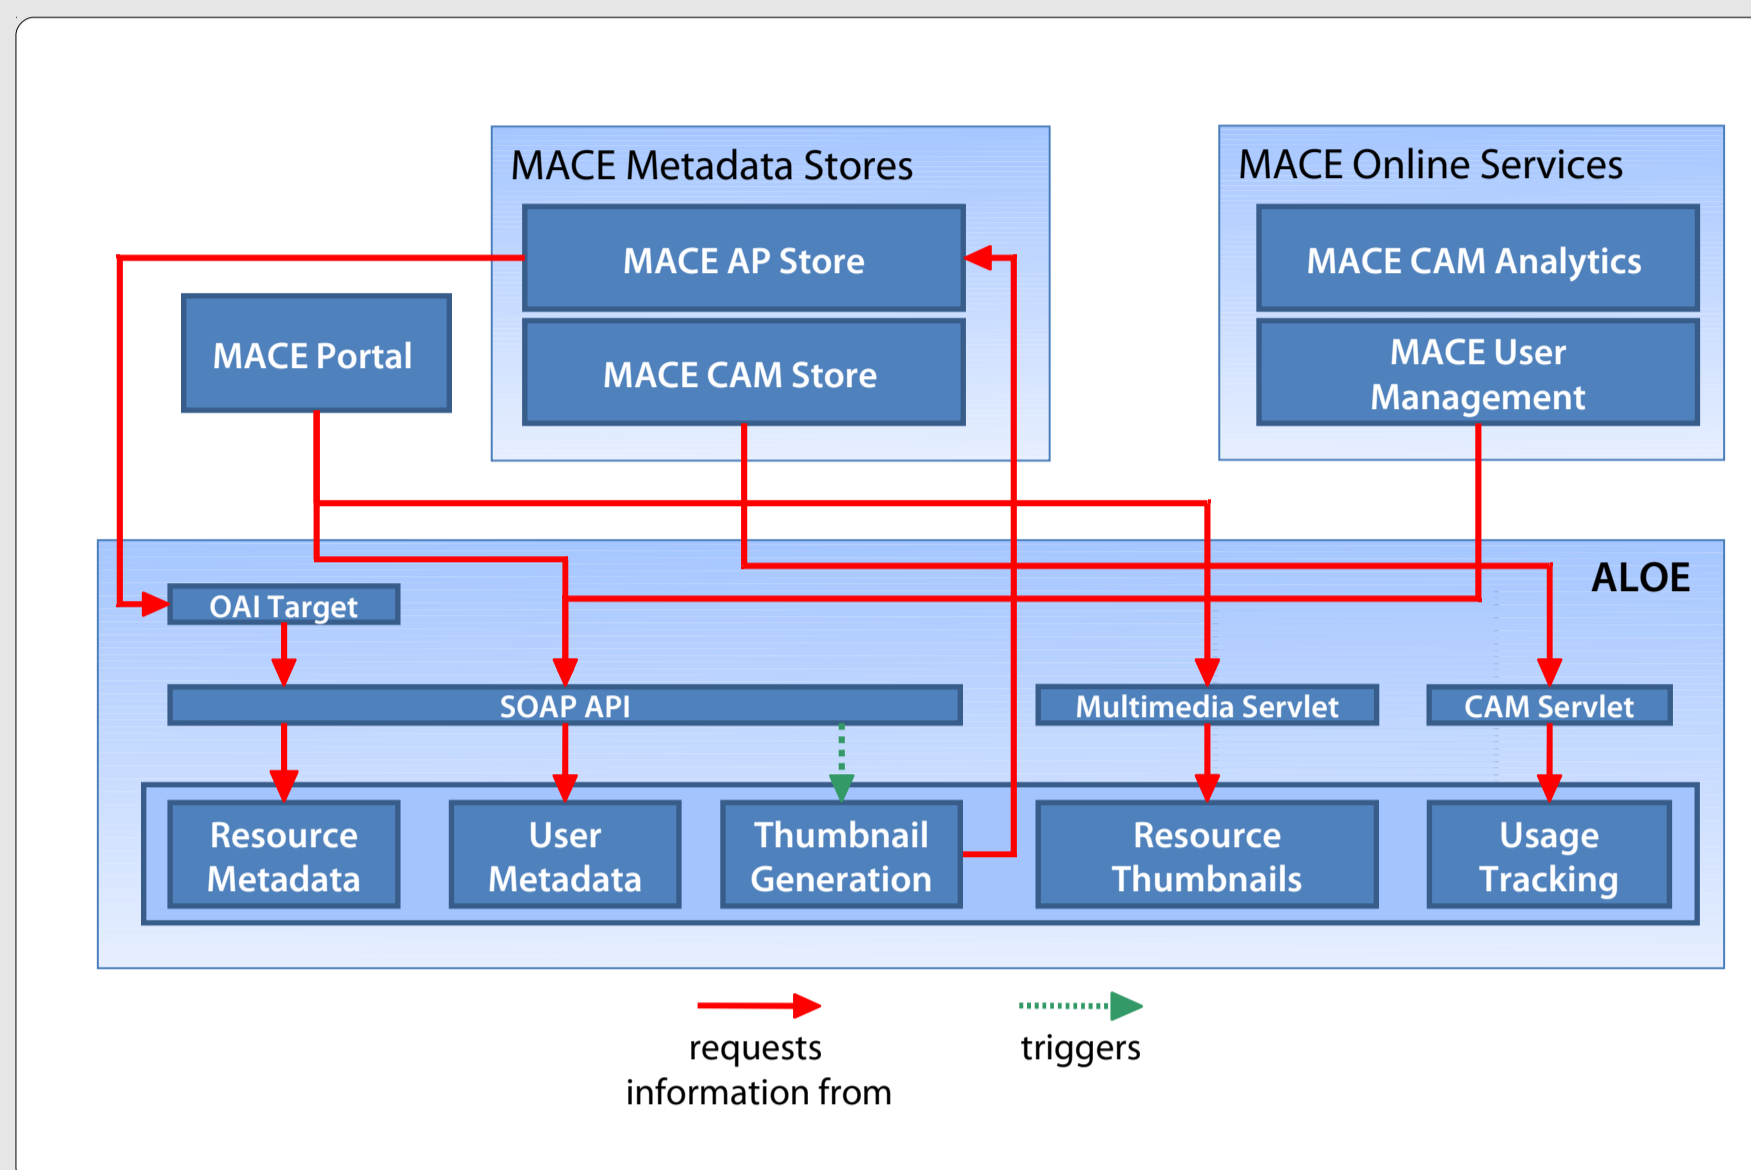 MACE Metadata Stores
MACE Online Services
MACE AP Store
MACE CAM Analytics
MACE Portal
MACE CAM Store
MACE User
Management
ALOE
OAI Target
SOAP API
Multimedia Servlet
CAM Servlet
Resource
Metadata
User
Metadata
Thumbnail
Generation
Resource
Thumbnails
Usage
Tracking
requests
information from
triggers